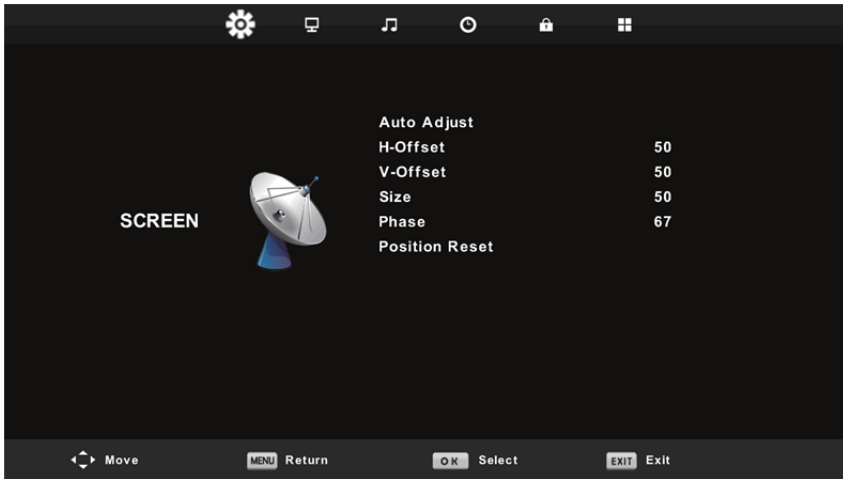 Auto Adjust
H-Offset 50
V-Offset 50
Size 50
SCREEN
Phase 67
Position Reset
Move MENU Return OK Select EXIT Exit